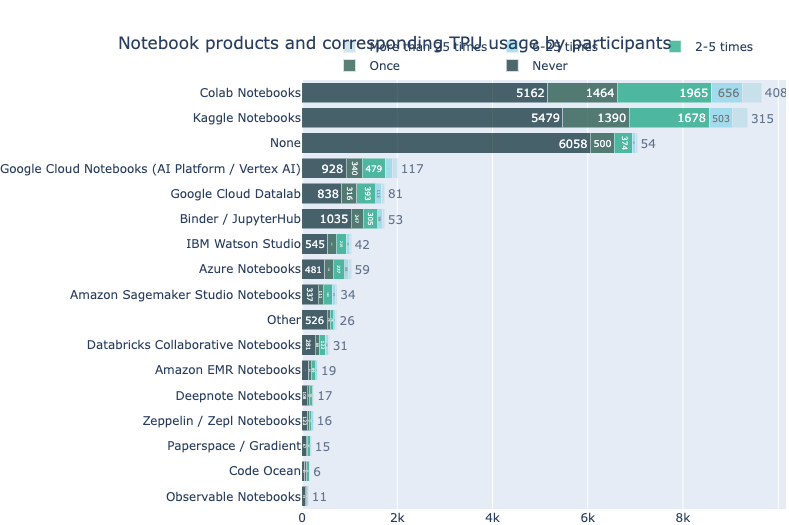 Notebook products and corresponding TPU usage by participants
More than 25 times 6-25 times 2-5 times
Once Never
Colab Notebooks 5162 1464 1965 656 408
Kaggle Notebooks 5479 1390 1678 503 315
None 6058 500 374 54
Google Cloud Notebooks (AI Platform / Vertex AI) 928 340 479 117
Google Cloud Datalab 838 316 393 81
Binder / JupyterHub 1035 305 53
IBM Watson Studio 545 42
Azure Notebooks 481 59
Amazon Sagemaker Studio Notebooks 337 34
Other 526 26
Databricks Collaborative Notebooks 281 31
Amazon EMR Notebooks 19
Deepnote Notebooks 17
Zeppelin / Zepl Notebooks 16
Paperspace / Gradient 15
Code Ocean 6
Observable Notebooks 11
0 2k 4k 6k 8k